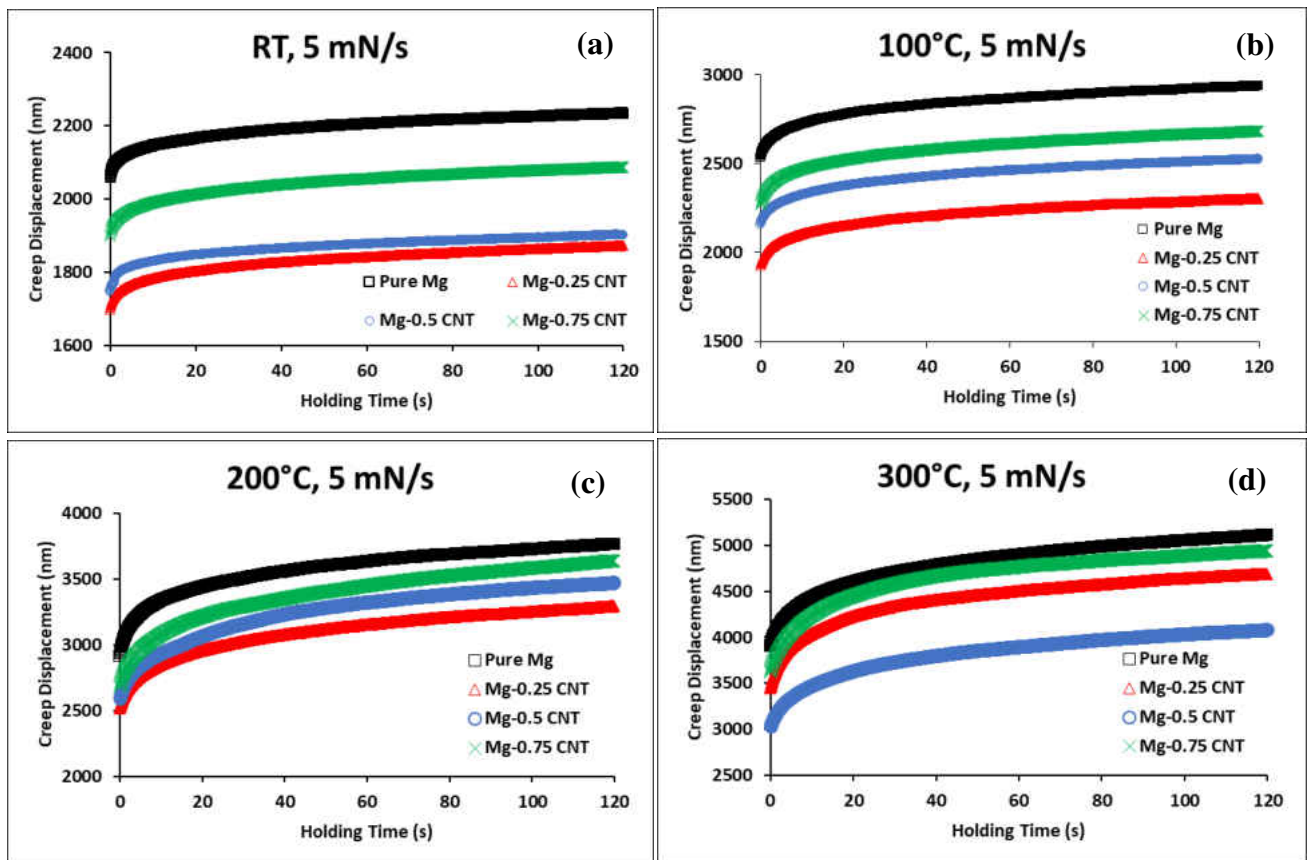 RT, 5 mN/s
(a)
Creep Displacement (nm)
2400
2200
2000
1800
1600
Pure Mg
Mg-0.25 CNT
Mg-0.5 CNT
Mg-0.75 CNT
0 20 40 60 80 100 120
Holding Time (s)
100°C, 5 mN/s
(b)
Creep Displacement (nm)
3000
2500
2000
1500
Pure Mg
Mg-0.25 CNT
Mg-0.5 CNT
Mg-0.75 CNT
0 20 40 60 80 100 120
Holding Time (s)
200°C, 5 mN/s
(c)
Creep Displacement (nm)
4000
3500
3000
2500
2000
Pure Mg
Mg-0.25 CNT
Mg-0.5 CNT
Mg-0.75 CNT
0 20 40 60 80 100 120
Holding Time (s)
300°C, 5 mN/s
(d)
Creep Displacement (nm)
5500
5000
4500
4000
3500
3000
2500
Pure Mg
Mg-0.25 CNT
Mg-0.5 CNT
Mg-0.75 CNT
0 20 40 60 80 100 120
Holding Time (s)